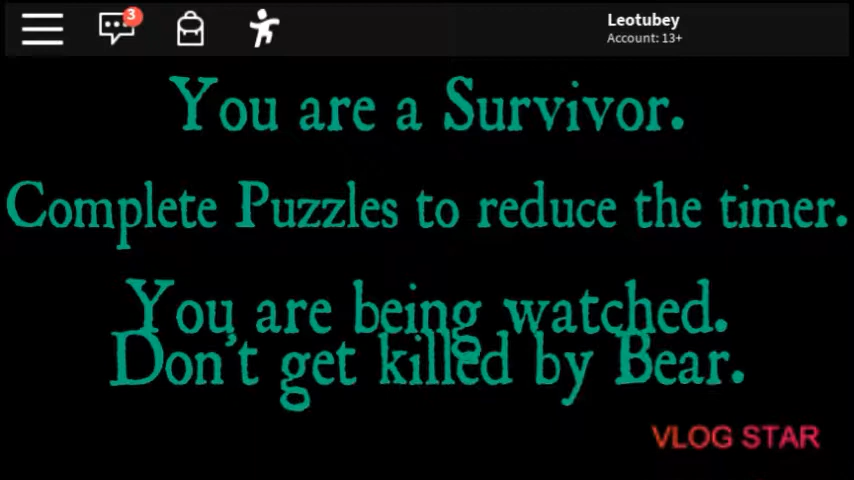 3
Leotubey
Account: 13+
You are a Survivor.
Complete Puzzles to reduce the timer.
You are being watched.
Don't get killed by Bear.
VLOG STAR